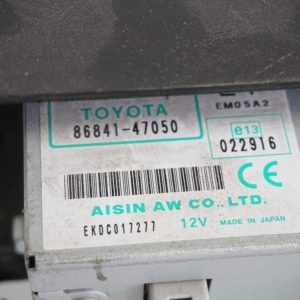 TOYOTA
86841-47050
EM05A2
e13
022916
CE
AISIN AW CO., LTD.
EKDC017277 12V MADE IN JAPAN